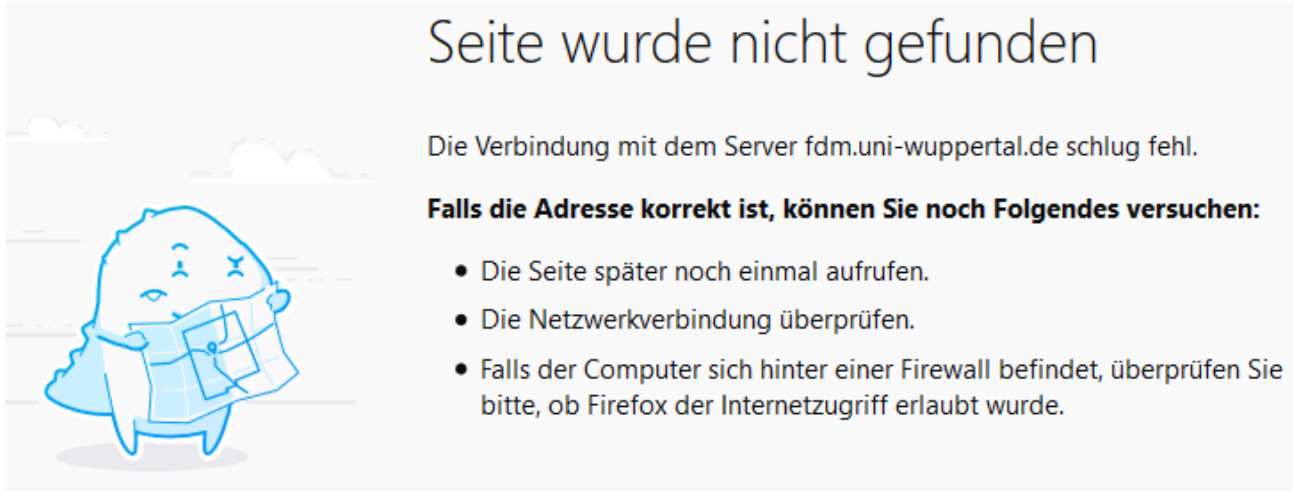 Seite wurde nicht gefunden
Die Verbindung mit dem Server fdm.uni-wuppertal.de schlug fehl.
Falls die Adresse korrekt ist, können Sie noch Folgendes versuchen:
• Die Seite später noch einmal aufrufen.
• Die Netzwerkverbindung überprüfen.
• Falls der Computer sich hinter einer Firewall befindet, überprüfen Sie
bitte, ob Firefox der Internetzugriff erlaubt wurde.